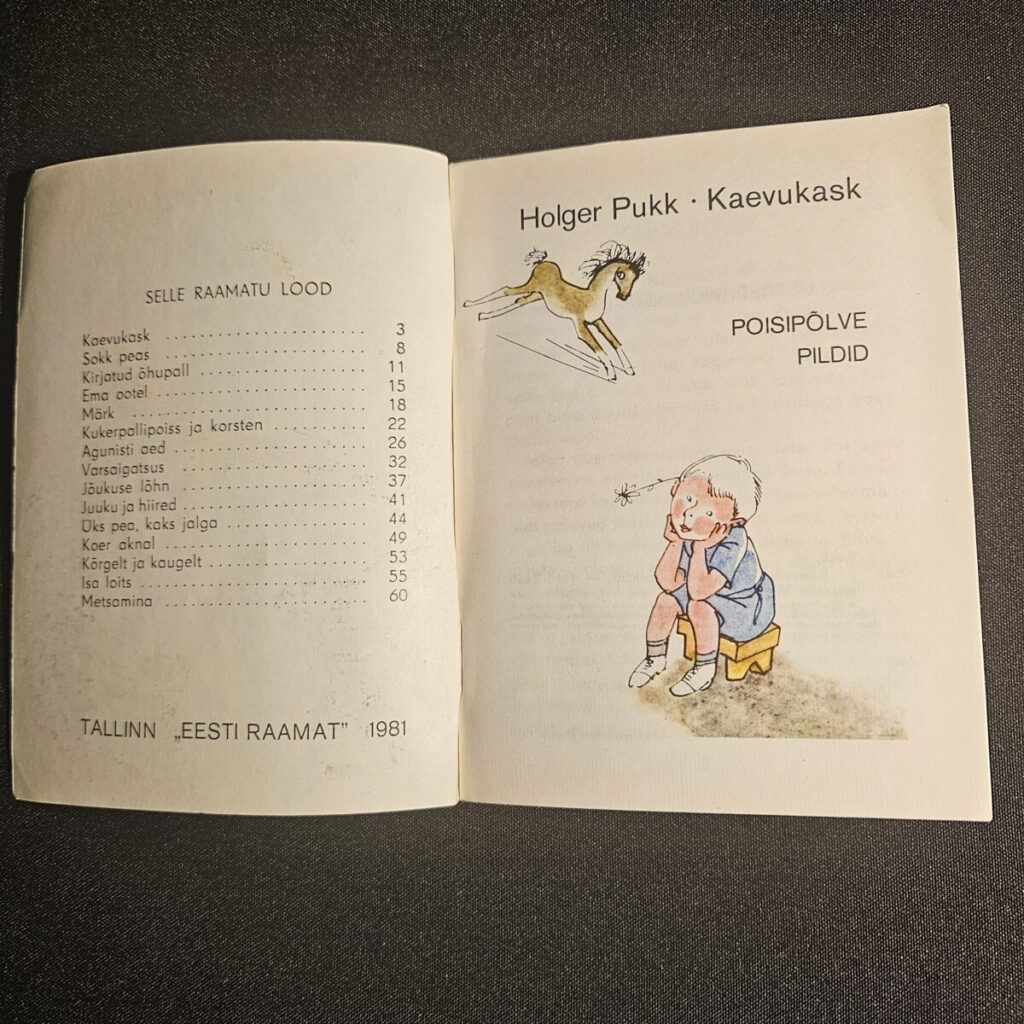 SELLE RAAMATU LOOD
Kaevukask . . . . . . . . . . . . . . . . . . . . . . 3
Sokk peas . . . . . . . . . . . . . . . . . . . . . . 8
Kirjatud õhupall . . . . . . . . . . . . . . . . . . 11
Ema ootel . . . . . . . . . . . . . . . . . . . . . . 15
Märk . . . . . . . . . . . . . . . . . . . . . . . . 18
Kukerpallipoiss ja korsten . . . . . . . . . . 22
Agunisti aed . . . . . . . . . . . . . . . . . . . . 26
Varsaigatsus . . . . . . . . . . . . . . . . . . . . 32
Jõukuse lõhn . . . . . . . . . . . . . . . . . . . 37
Juuku ja hiired . . . . . . . . . . . . . . . . . . 41
Üks pea, kaks jalga . . . . . . . . . . . . . . . 44
Koer aknal . . . . . . . . . . . . . . . . . . . . . 49
Kõrgelt ja kaugelt . . . . . . . . . . . . . . . . 53
Isa loits . . . . . . . . . . . . . . . . . . . . . . . 55
Metsamina . . . . . . . . . . . . . . . . . . . . . 60
TALLINN „EESTI RAAMAT” 1981
Holger Pukk · Kaevukask
POISIPÕLVE
PILDID